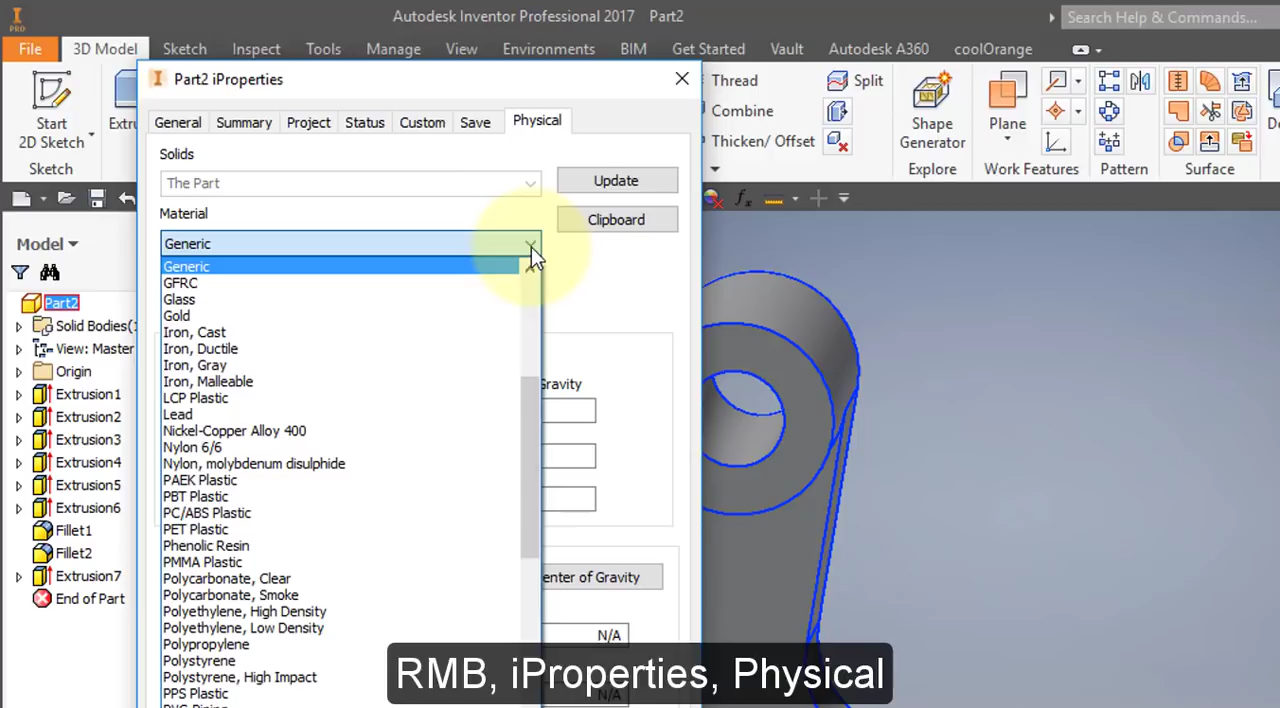 Autodesk Inventor Professional 2017 Part2
Search Help & Commands...
PRO
File 3D Model Sketch Inspect Tools Manage View Environments BIM Get Started Vault Autodesk A360 coolOrange
Start
2D Sketch
Sketch
Thread
Combine
Thicken/ Offset
Split
Shape
Generator
Explore
Plane
Work Features
Pattern
Surface
fx
Model
Part2
Solid Bodies(1
View: Master
Origin
Extrusion1
Extrusion2
Extrusion3
Extrusion4
Extrusion5
Extrusion6
Fillet1
Fillet2
Extrusion7
End of Part
Part2 iProperties
General Summary Project Status Custom Save Physical
Solids
The Part
Update
Material
Clipboard
Generic
Generic
GFRC
Glass
Gold
Iron, Cast
Iron, Ductile
Iron, Gray
Iron, Malleable
LCP Plastic
Lead
Nickel-Copper Alloy 400
Nylon 6/6
Nylon, molybdenum disulphide
PAEK Plastic
PBT Plastic
PC/ABS Plastic
PET Plastic
Phenolic Resin
PMMA Plastic
Polycarbonate, Clear
Polycarbonate, Smoke
Polyethylene, High Density
Polyethylene, Low Density
Polypropylene
Polystyrene
Polystyrene, High Impact
PPS Plastic
Gravity
enter of Gravity
N/A
N/A
RMB, iProperties, Physical